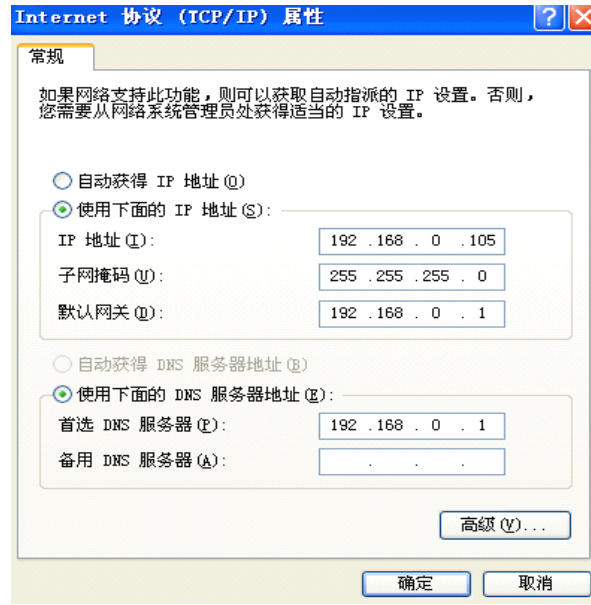 Internet 协议 (TCP/IP) 属性
常规
如果网络支持此功能，则可以获取自动指派的 IP 设置。否则，
您需要从网络系统管理员处获得适当的 IP 设置。
自动获得 IP 地址(O)
使用下面的 IP 地址(S):
IP 地址(I): 192 .168 . 0 .105
子网掩码(U): 255 .255 .255 . 0
默认网关(D): 192 .168 . 0 . 1
自动获得 DNS 服务器地址(B)
使用下面的 DNS 服务器地址(E):
首选 DNS 服务器(P): 192 .168 . 0 . 1
备用 DNS 服务器(A): . . .
高级(V)...
确定 取消